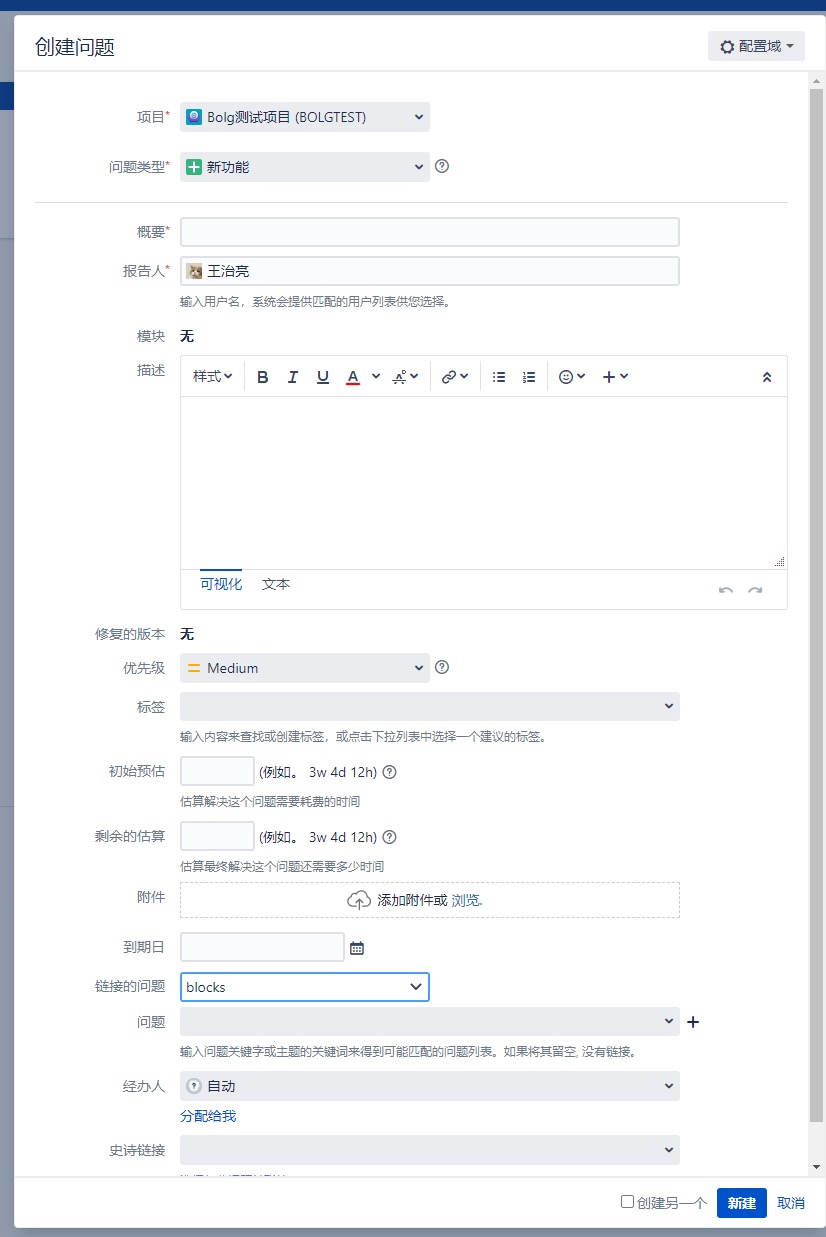 创建问题
配置域
项目*
Bolg测试项目 (BOLGTEST)
问题类型*
新功能
概要*
报告人*
王治亮
输入用户名，系统会提供匹配的用户列表供您选择。
模块
无
描述
样式 B I U A
可视化 文本
修复的版本
无
优先级
Medium
标签
输入内容来查找或创建标签，或点击下拉列表中选择一个建议的标签。
初始预估
(例如。 3w 4d 12h)
估算解决这个问题需要耗费的时间
剩余的估算
(例如。 3w 4d 12h)
估算最终解决这个问题还需要多少时间
附件
添加附件或 浏览.
到期日
链接的问题
blocks
问题
输入问题关键字或主题的关键词来得到可能匹配的问题列表。如果将其留空, 没有链接。
经办人
自动
分配给我
史诗链接
创建另一个 新建 取消